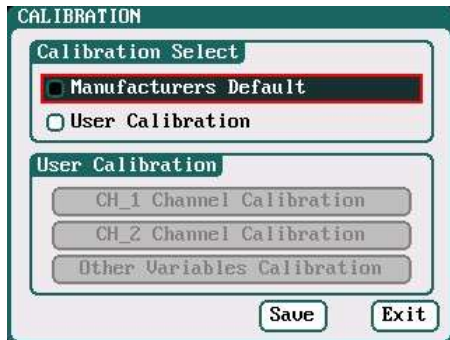 CALIBRATION
Calibration Select
Manufacturers Default
User Calibration
User Calibration
CH_1 Channel Calibration
CH_2 Channel Calibration
Other Variables Calibration
Save Exit